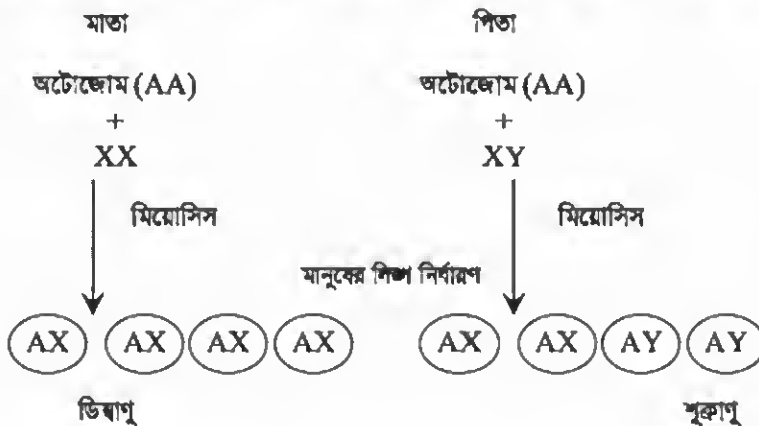 মাতা পিতা
অটোজোম (AA) অটোজোম (AA)
+ +
XX XY
মিয়োসিস মিয়োসিস
মানুষের লিঙ্গ নির্ধারণ
AX AX AX AX AX AX AY AY
ডিম্বাণু শুক্রাণু